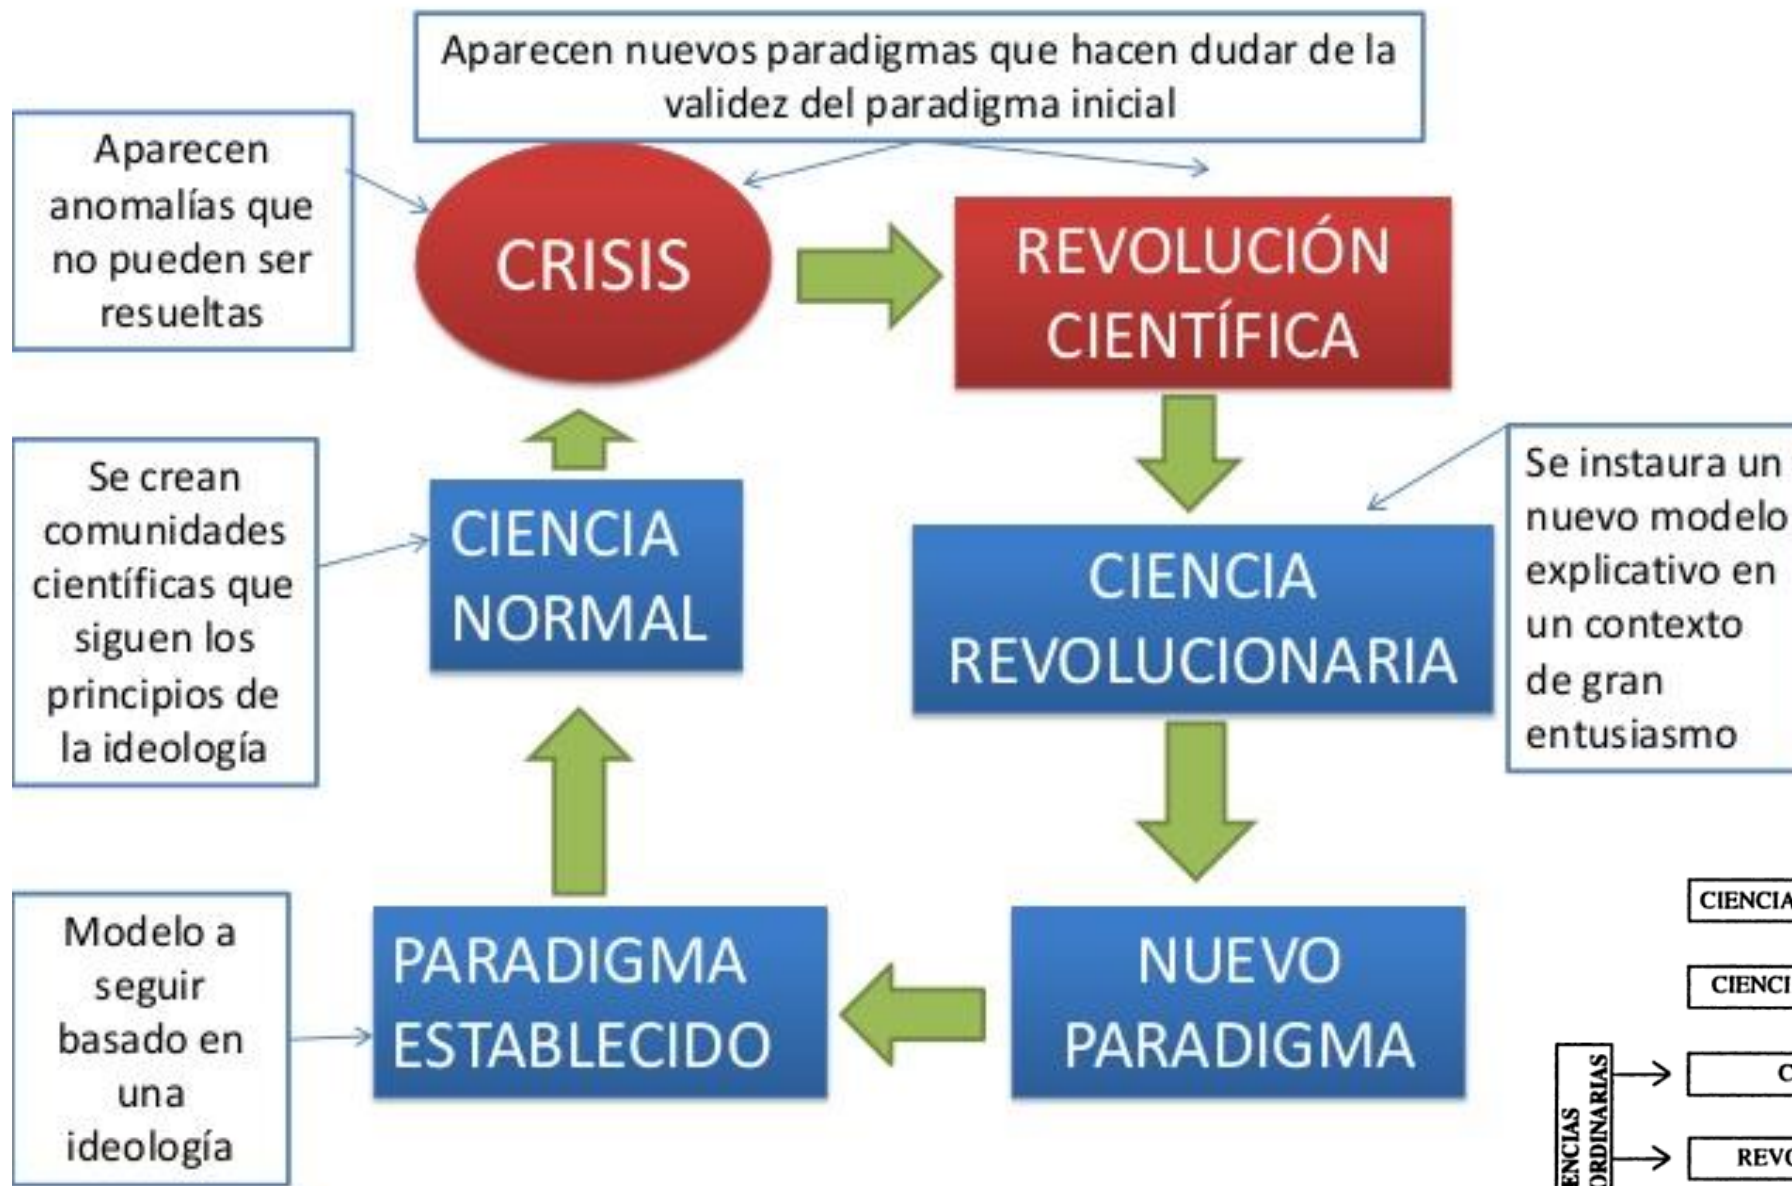 Aparecen nuevos paradigmas que hacen dudar de la
validez del paradigma inicial
Aparecen
anomalías que
no pueden ser
resueltas
CRISIS
REVOLUCIÓN
CIENTÍFICA
Se crean
comunidades
científicas que
siguen los
principios de
la ideología
CIENCIA
NORMAL
CIENCIA
REVOLUCIONARIA
Se instaura un
nuevo modelo
explicativo en
un contexto
de gran
entusiasmo
Modelo a
seguir
basado en
una
ideología
PARADIGMA
ESTABLECIDO
NUEVO
PARADIGMA
CIENCIA